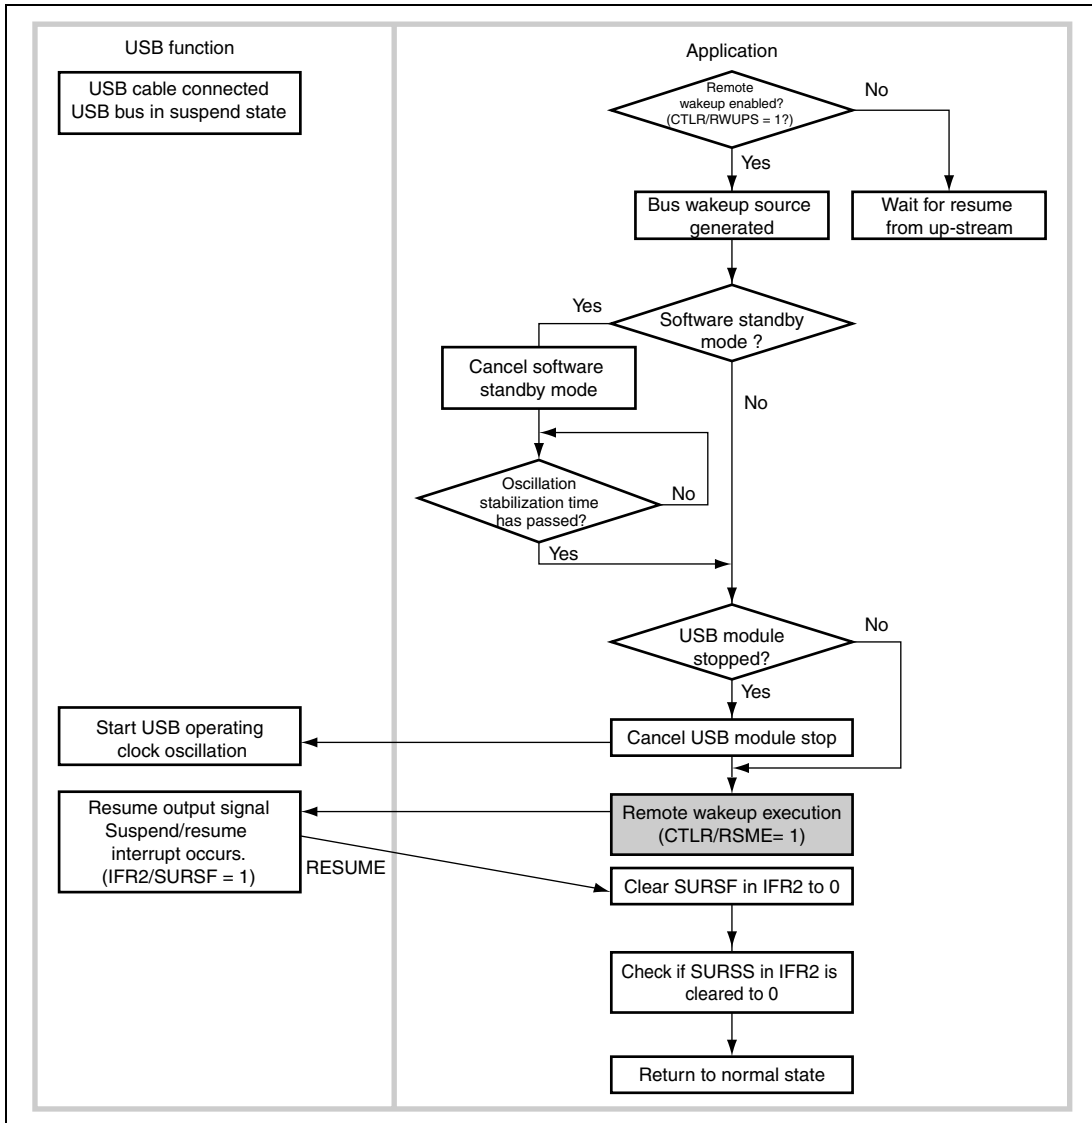 USB function
USB cable connected
USB bus in suspend state
Application
Remote
wakeup enabled?
(CTLR/RWUPS = 1?)
No
Yes
Bus wakeup source
generated
Wait for resume
from up-stream
Software standby
mode ?
Yes
No
Cancel software
standby mode
Oscillation
stabilization time
has passed?
No
Yes
USB module
stopped?
No
Yes
Cancel USB module stop
Start USB operating
clock oscillation
Remote wakeup execution
(CTLR/RSME= 1)
Resume output signal
Suspend/resume
interrupt occurs.
(IFR2/SURSF = 1)
RESUME
Clear SURSF in IFR2 to 0
Check if SURSS in IFR2 is
cleared to 0
Return to normal state